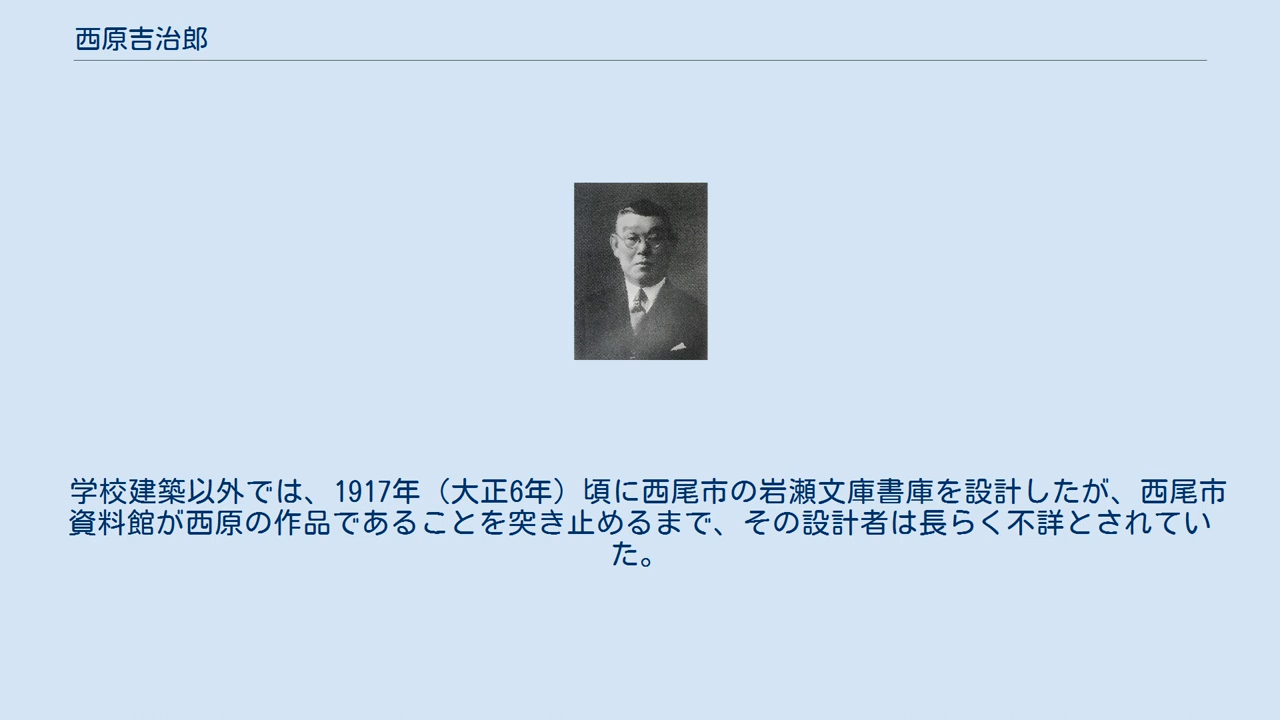 西原吉治郎
学校建築以外では、1917年（大正6年）頃に西尾市の岩瀬文庫書庫を設計したが、西尾市
資料館が西原の作品であることを突き止めるまで、その設計者は長らく不詳とされてい
た。